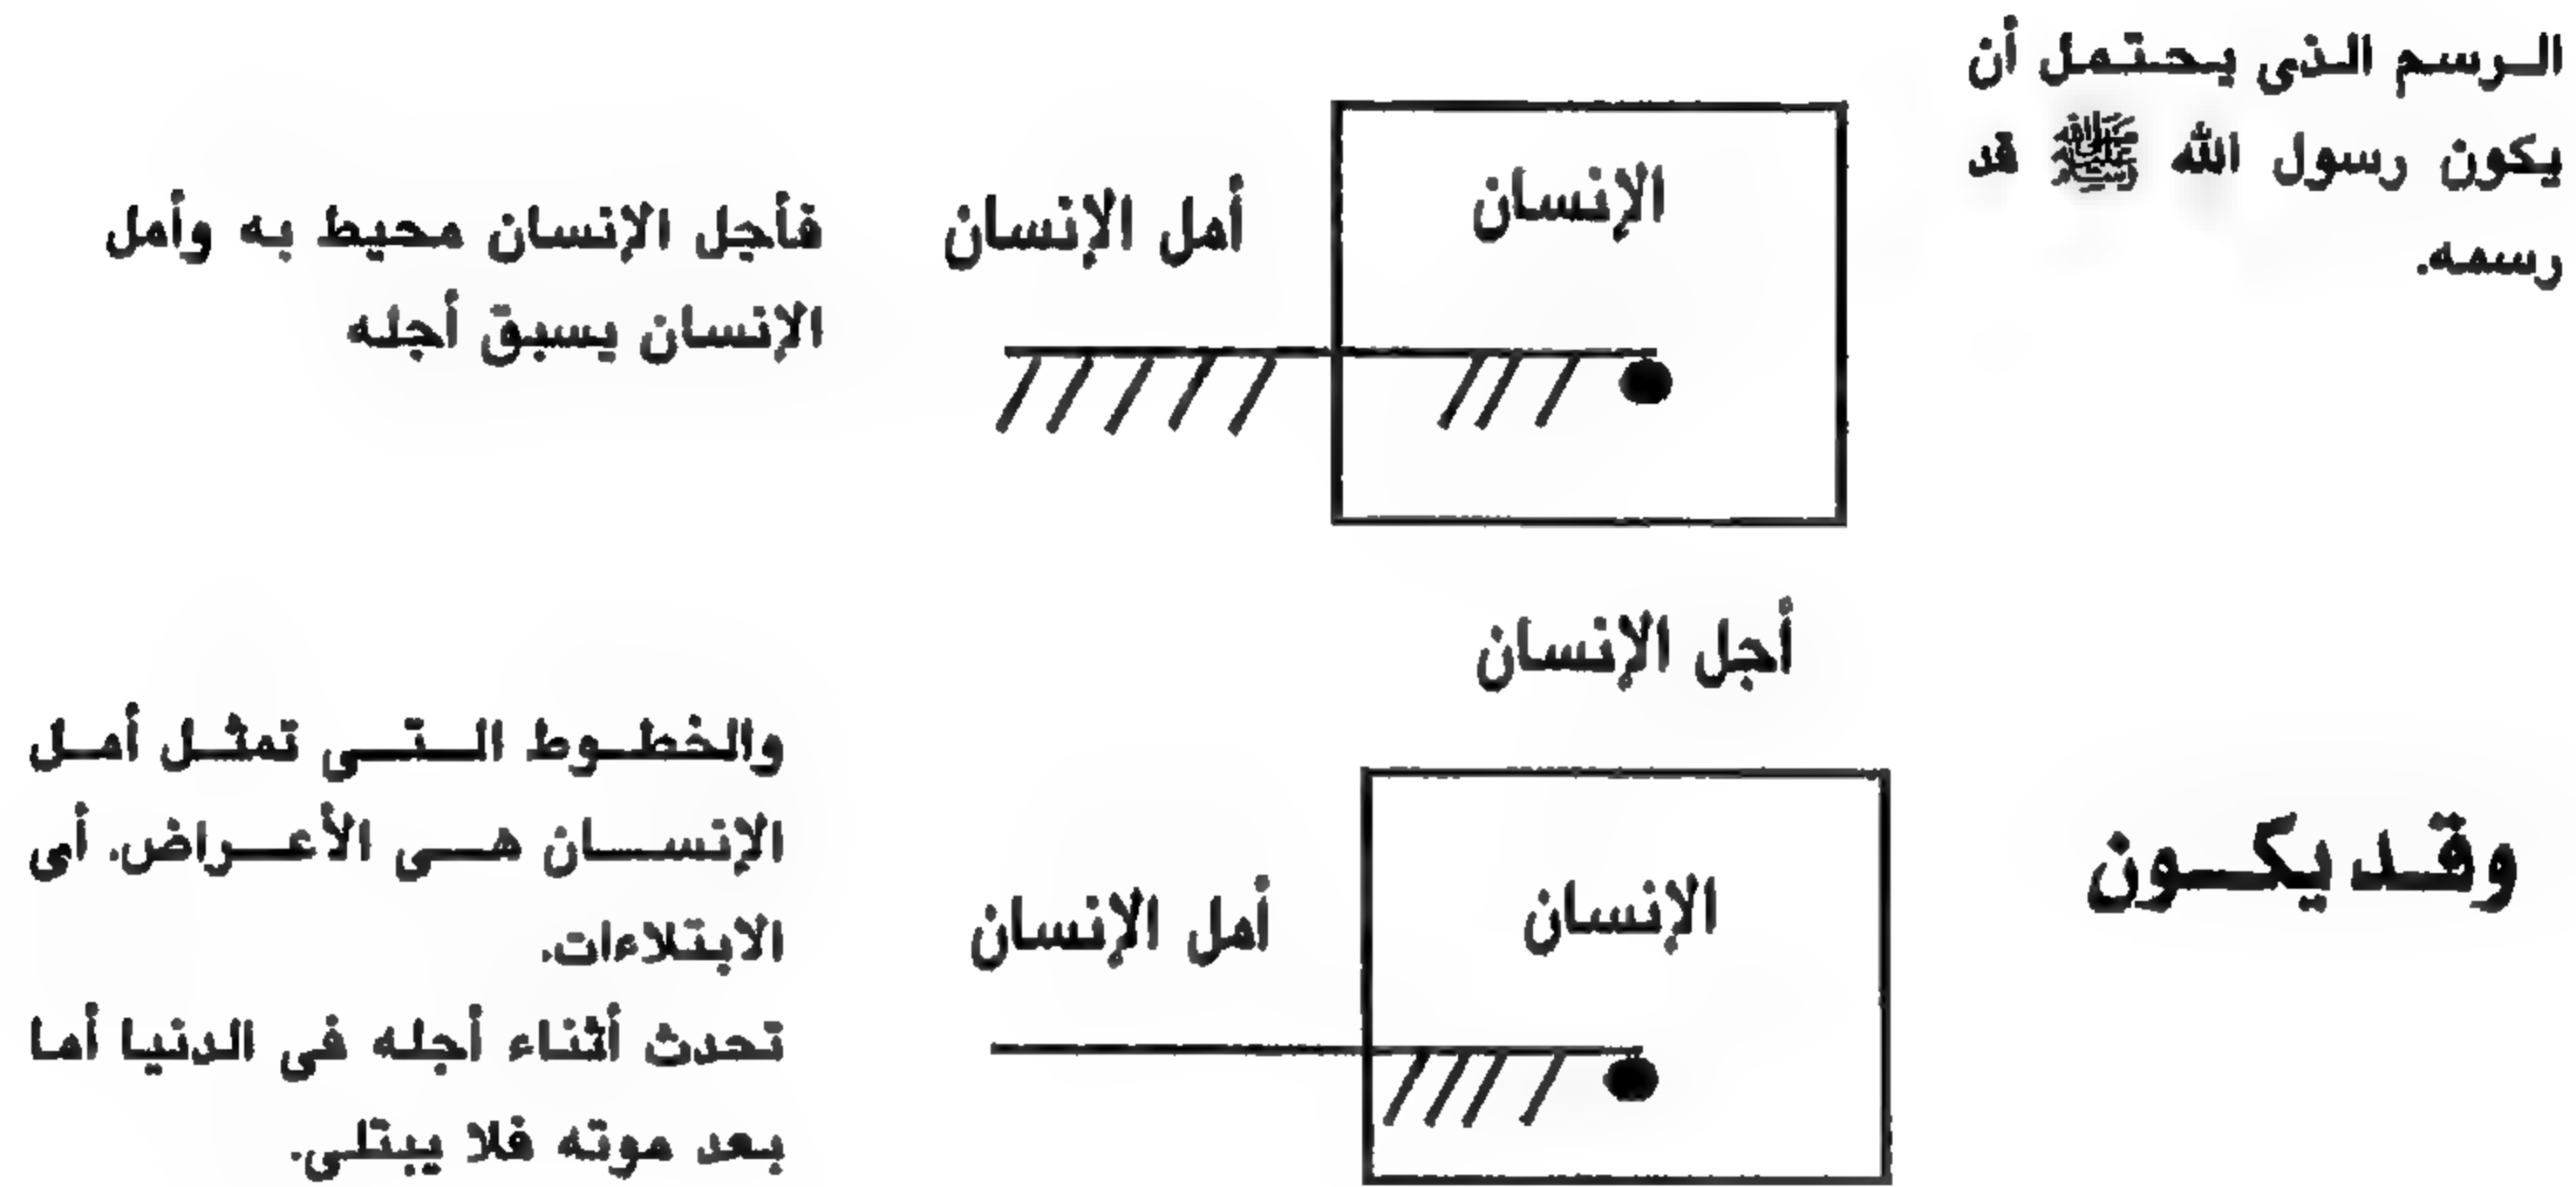 الرسم الذى يحتمل أن
يكون رسول الله ﷺ قد
رسمه.
الإنسان
أمل الإنسان
فأجل الإنسان محيط به وأمل
الإنسان يسبق أجله
أجل الإنسان
وقد يكون
الإنسان
أمل الإنسان
والخطوط التى تمثل أمل
الإنسان هى الأعراض. أى
الابتلاءات.
تحدث أثناء أجله فى الدنيا أما
بعد موته فلا يبتلى.